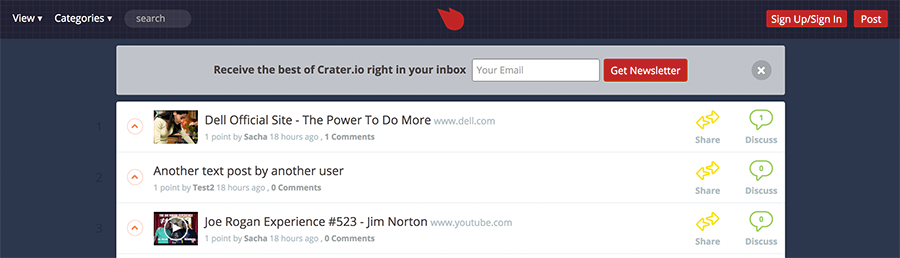 View ▾ Categories ▾ search Sign Up/Sign In Post
Receive the best of Crater.io right in your inbox Your Email Get Newsletter
1 Dell Official Site - The Power To Do More www.dell.com
1 point by Sacha 18 hours ago , 1 Comments Share 1 Discuss
2 Another text post by another user
1 point by Test2 18 hours ago , 0 Comments Share 0 Discuss
3 Joe Rogan Experience #523 - Jim Norton www.youtube.com
1 point by Sacha 18 hours ago , 0 Comments Share 0 Discuss